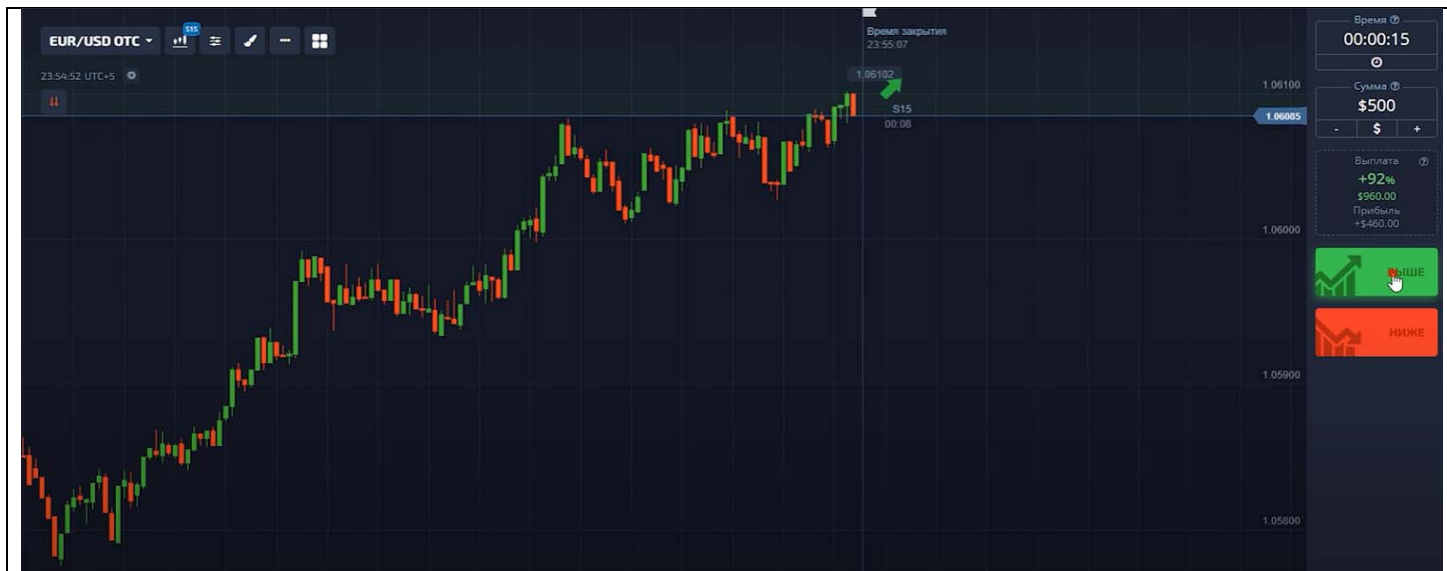 EUR/USD OTC
S15
23:54:52 UTC+5
Время закрытия
23:55:07
1.06102
S15
00:08
1.06100
1.06085
1.06000
1.05900
1.05800
Время
00:00:15
Сумма
$500
- $ +
Выплата
+92%
$960.00
Прибыль
+$460.00
ВЫШЕ
НИЖЕ